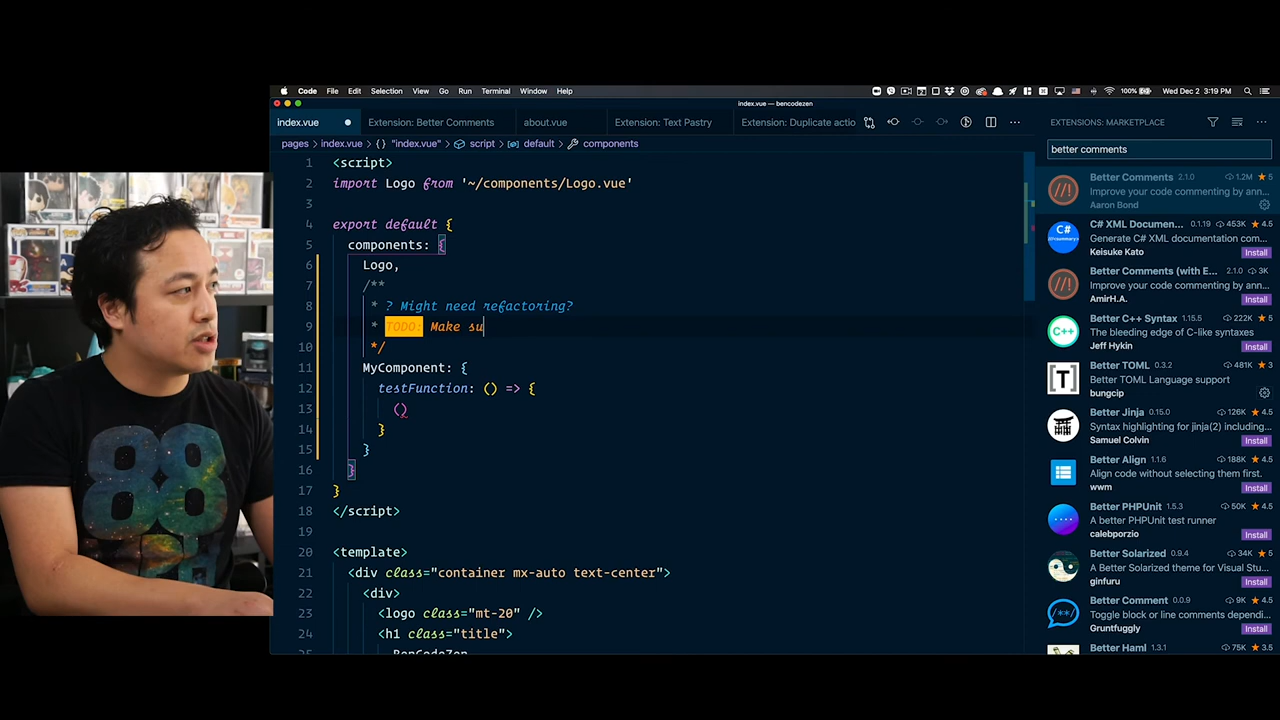 Code File Edit Selection View Go Run Terminal Window Help
100% Wed Dec 2 3:19 PM
index.vue — bencodezen
index.vue Extension: Better Comments about.vue Extension: Text Pastry Extension: Duplicate actio
pages > index.vue > {} "index.vue" > script > default > components
1 <script>
2 import Logo from '~/components/Logo.vue'
3
4 export default {
5 components: {
6 Logo,
7 /**
8 * ? Might need refactoring?
9 * TODO: Make su
10 */
11 MyComponent: {
12 testFunction: () => {
13 ()
14 }
15 }
16 }
17 }
18 </script>
19
20 <template>
21 <div class="container mx-auto text-center">
22 <div>
23 <logo class="mt-20" />
24 <h1 class="title">
25 BenCodeZen
EXTENSIONS: MARKETPLACE
better comments
Better Comments 2.1.0 1.2M ★ 5
Improve your code commenting by ann...
Aaron Bond
C# XML Documen... 0.1.19 453K ★ 4.5
Generate C# XML documentation com...
Keisuke Kato Install
Better Comments (with E... 2.1.0 3K
Improve your code commenting by ann...
AmirH.A. Install
Better C++ Syntax 1.15.5 122K ★ 5
The bleeding edge of C-like syntaxes
Jeff Hykin Install
Better TOML 0.3.2 481K ★ 3
Better TOML Language support
bungcip
Better Jinja 0.15.0 126K ★ 4.5
Syntax highlighting for jinja(2) including...
Samuel Colvin Install
Better Align 1.1.6 188K ★ 4.5
Align code without selecting them first.
wwm Install
Better PHPUnit 1.5.3 50K ★ 4.5
A better PHPUnit test runner
calebporzio Install
Better Solarized 0.9.4 34K ★ 5
A Better Solarized theme for Visual Stu...
ginfuru Install
Better Comment 0.0.9 9K ★ 4.5
Toggle block or line comments dependi...
Gruntfuggly Install
Better Haml 1.3.1 75K ★ 3.5
88
88